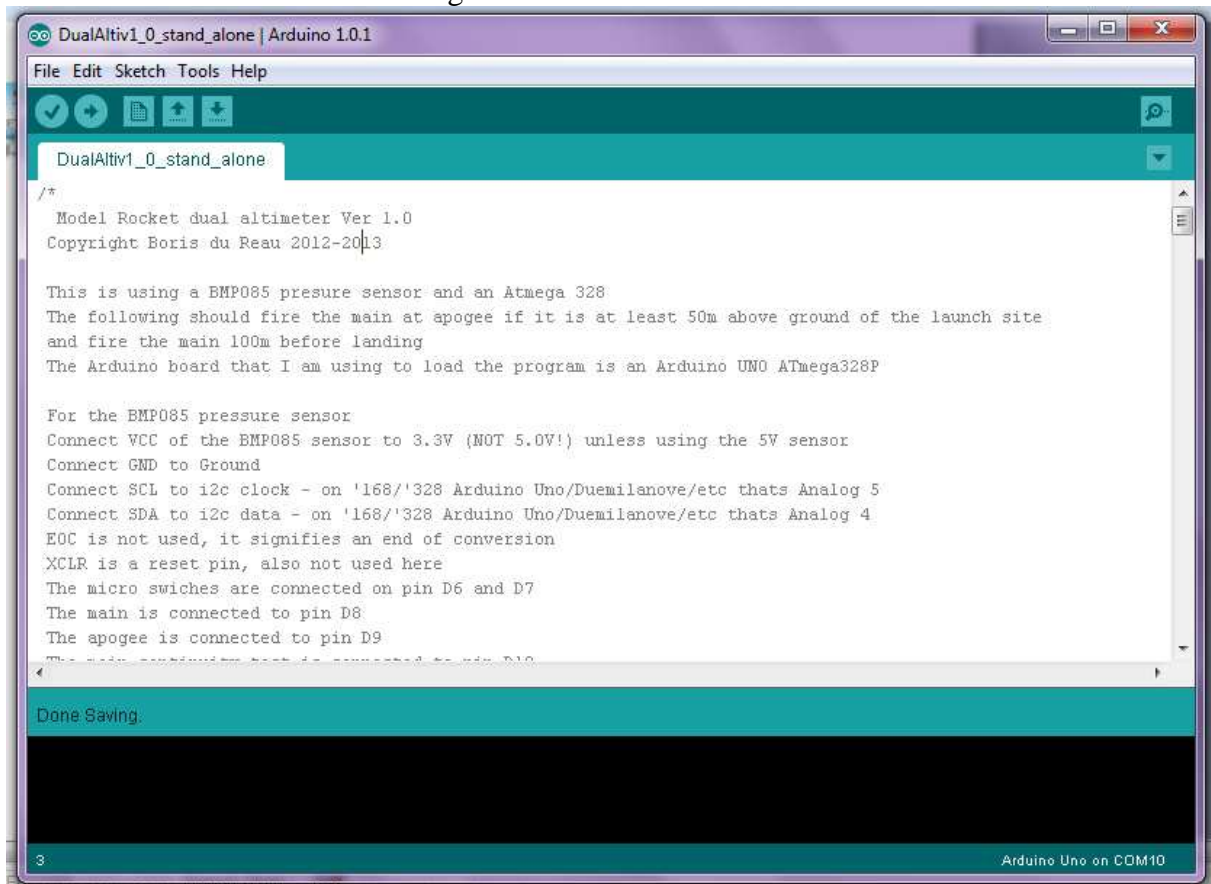 DualAltiv1_0_stand_alone | Arduino 1.0.1
File Edit Sketch Tools Help
DualAltiv1_0_stand_alone
/*
Model Rocket dual altimeter Ver 1.0
Copyright Boris du Reau 2012-2013
This is using a BMP085 presure sensor and an Atmega 328
The following should fire the main at apogee if it is at least 50m above ground of the launch site
and fire the main 100m before landing
The Arduino board that I am using to load the program is an Arduino UNO ATmega328P
For the BMP085 pressure sensor
Connect VCC of the BMP085 sensor to 3.3V (NOT 5.0V!) unless using the 5V sensor
Connect GND to Ground
Connect SCL to i2c clock - on '168/'328 Arduino Uno/Duemilanove/etc thats Analog 5
Connect SDA to i2c data - on '168/'328 Arduino Uno/Duemilanove/etc thats Analog 4
EOC is not used, it signifies an end of conversion
XCLR is a reset pin, also not used here
The micro swiches are connected on pin D6 and D7
The main is connected to pin D8
The apogee is connected to pin D9
The main continuity test is connected to pin D10
Done Saving.
3
Arduino Uno on COM10